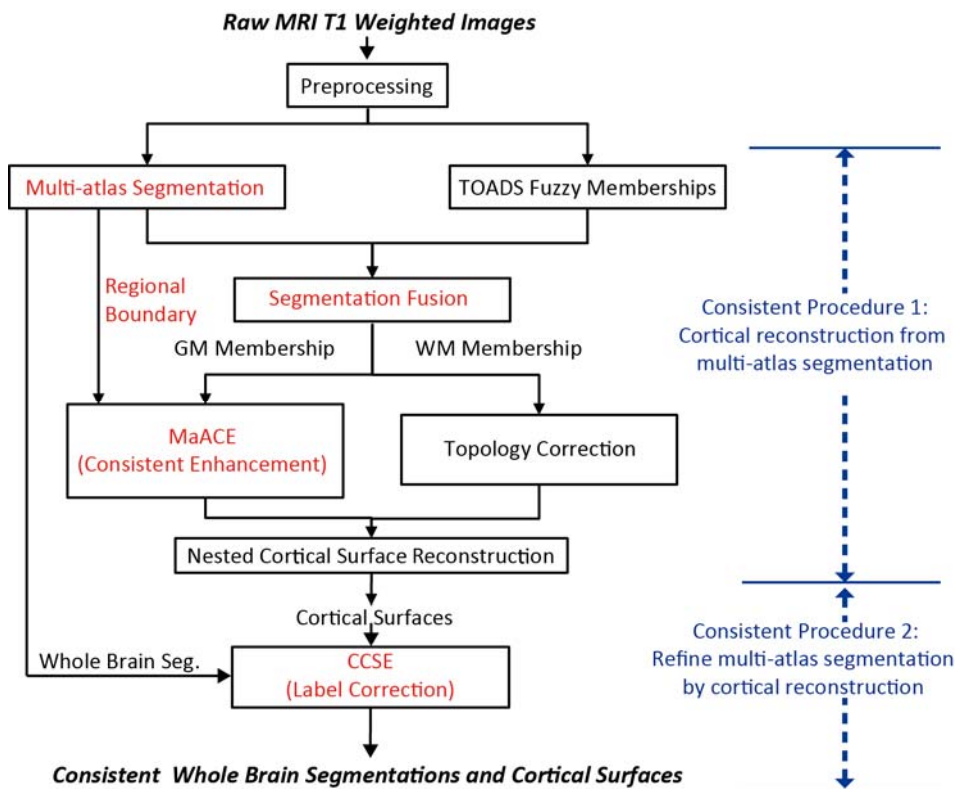 Raw MRI T1 Weighted Images
Preprocessing
Multi-atlas Segmentation
TOADS Fuzzy Memberships
Regional
Boundary
Segmentation Fusion
GM Membership
WM Membership
MaACE
(Consistent Enhancement)
Topology Correction
Nested Cortical Surface Reconstruction
Cortical Surfaces
Whole Brain Seg.
CCSE
(Label Correction)
Consistent Whole Brain Segmentations and Cortical Surfaces
Consistent Procedure 1:
Cortical reconstruction from
multi-atlas segmentation
Consistent Procedure 2:
Refine multi-atlas segmentation
by cortical reconstruction